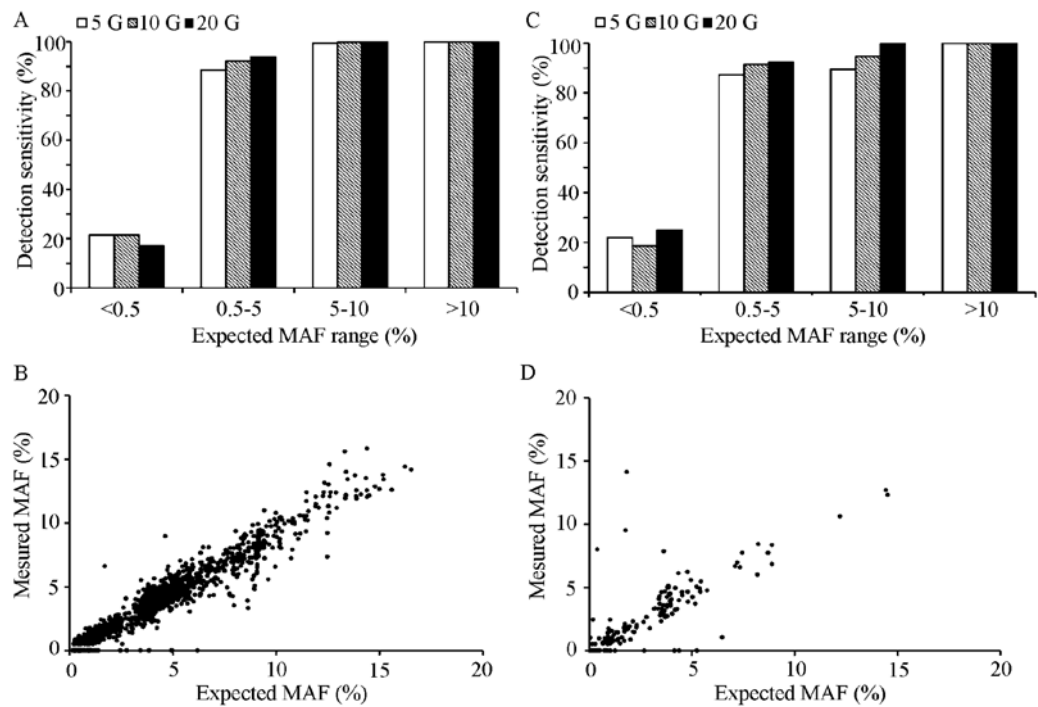 A
5 G 10 G 20 G
Detection sensitivity (%)
100
80
60
40
20
0
<0.5 0.5-5 5-10 >10
Expected MAF range (%)
C
5 G 10 G 20 G
Detection sensitivity (%)
100
80
60
40
20
0
<0.5 0.5-5 5-10 >10
Expected MAF range (%)
B
Mesured MAF (%)
20
15
10
5
0
0 5 10 15 20
Expected MAF (%)
D
Mesured MAF (%)
20
15
10
5
0
0 5 10 15 20
Expected MAF (%)